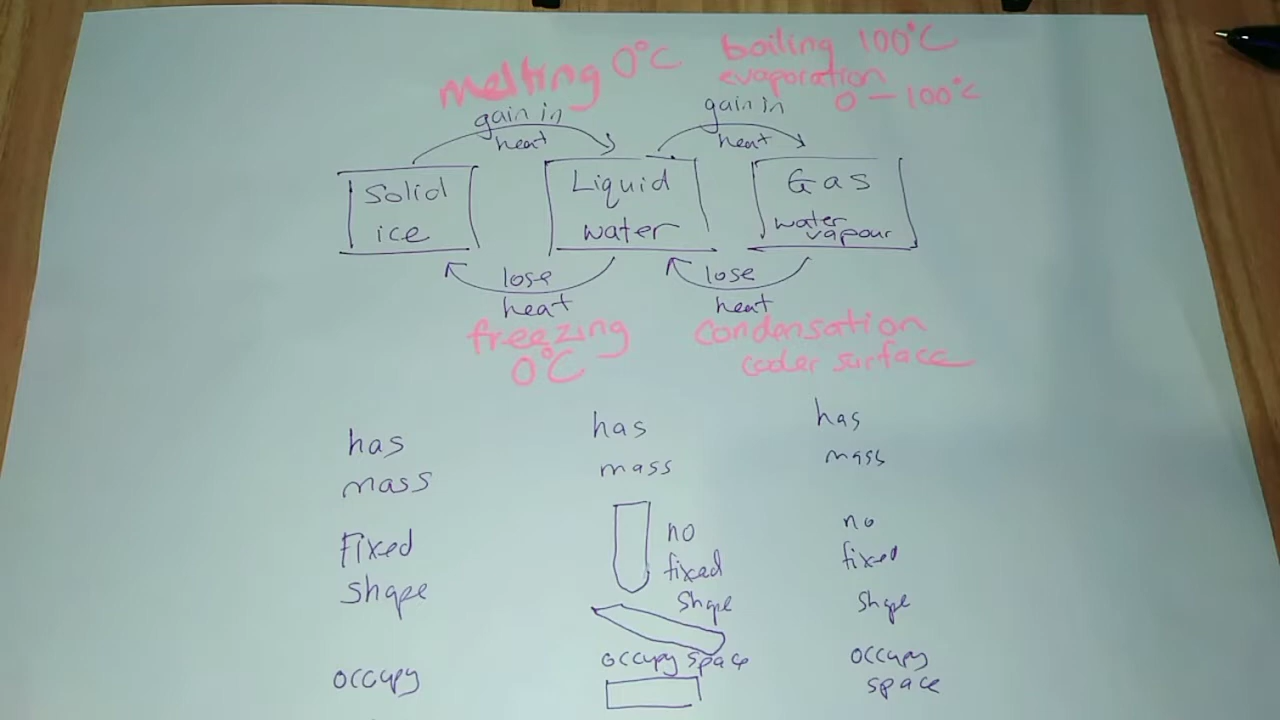 melting 0°C
boiling 100°C
evaporation
0 – 100°C
gain in
heat
gain in
heat
Solid
ice
Liquid
water
Gas
water
vapour
lose
heat
lose
heat
freezing
0°C
Condensation
cooler surface
has
mass
Fixed
Shape
occupy
has
mass
no
fixed
Shape
occupy space
has
mass
no
fixed
Shape
occupy
space